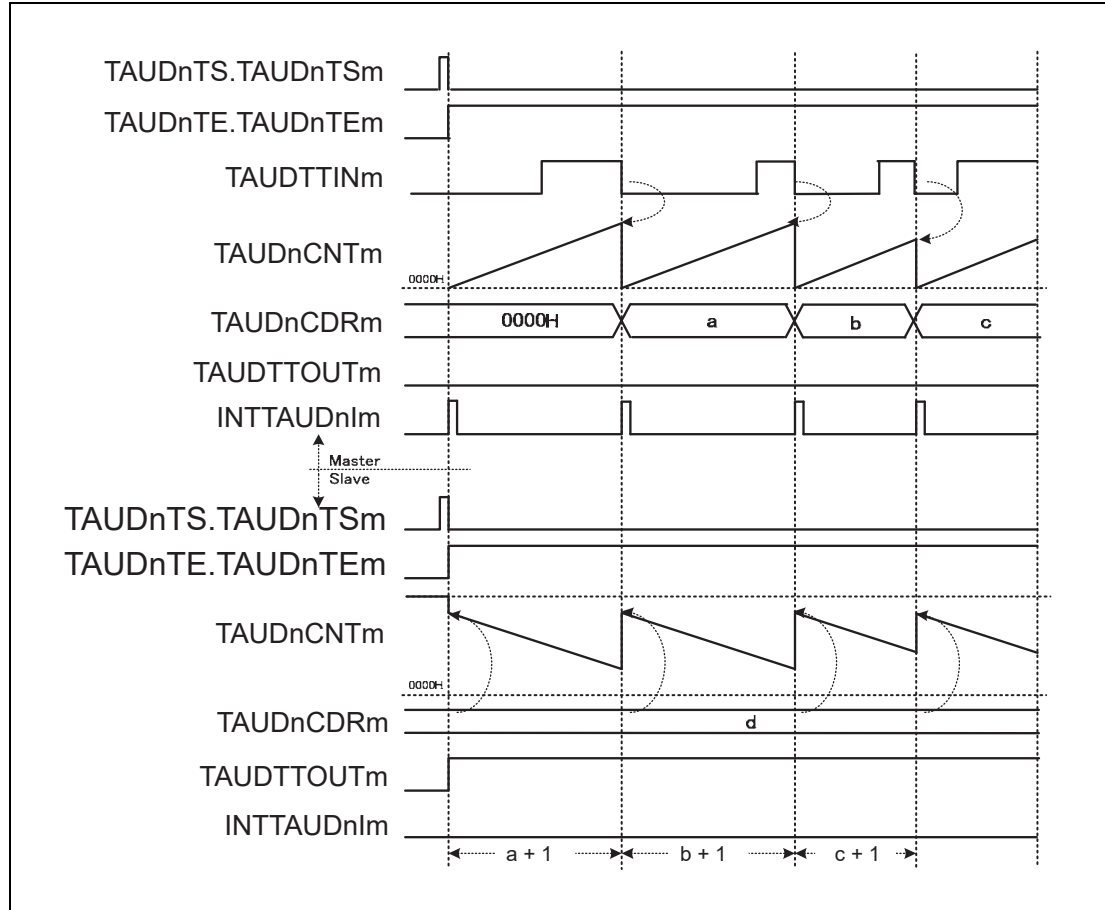 TAUDnTS.TAUDnTSm
TAUDnTE.TAUDnTEm
TAUDTTINm
TAUDnCNTm
0000H
TAUDnCDRm
0000H a b c
TAUDTTOUTm
INTTAUDnIm
Master
Slave
TAUDnTS.TAUDnTSm
TAUDnTE.TAUDnTEm
TAUDnCNTm
0000H
TAUDnCDRm
d
TAUDTTOUTm
INTTAUDnIm
a + 1 b + 1 c + 1